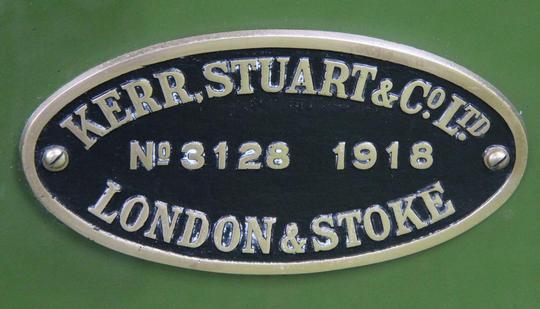 KERR, STUART & Co. LTD.
No 3128 1918
LONDON & STOKE